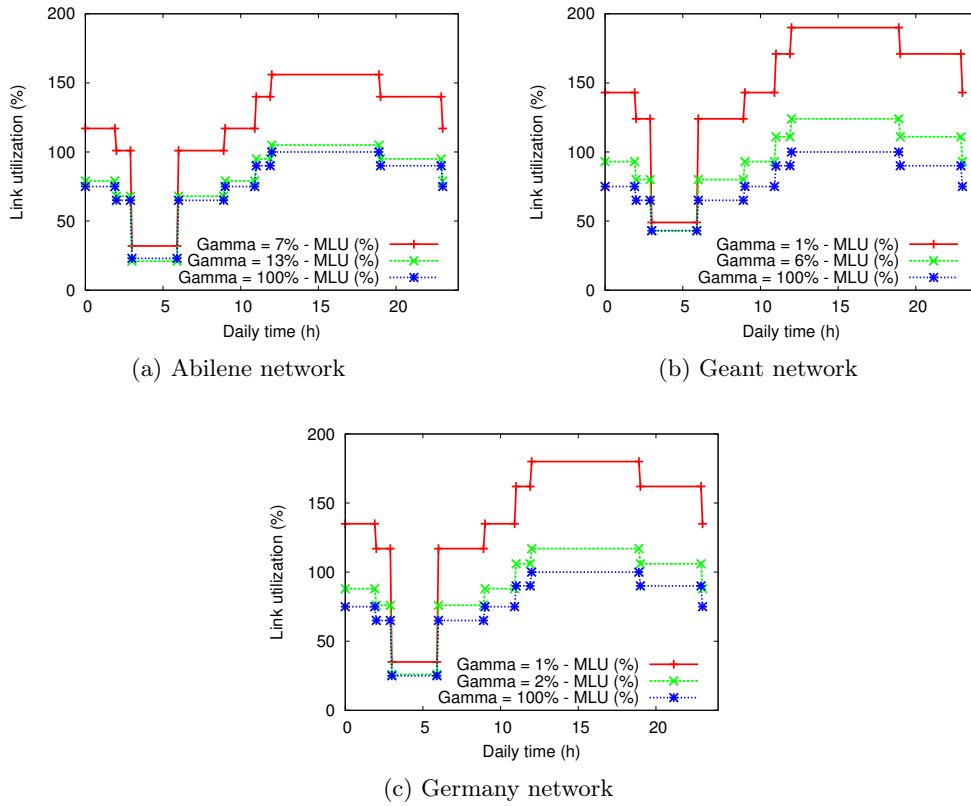 200
150
100
50
0
Link utilization (%)
Gamma = 7% - MLU (%)
Gamma = 13% - MLU (%)
Gamma = 100% - MLU (%)
0 5 10 15 20
Daily time (h)
(a) Abilene network
200
150
100
50
0
Link utilization (%)
Gamma = 1% - MLU (%)
Gamma = 6% - MLU (%)
Gamma = 100% - MLU (%)
0 5 10 15 20
Daily time (h)
(b) Geant network
200
150
100
50
0
Link utilization (%)
Gamma = 1% - MLU (%)
Gamma = 2% - MLU (%)
Gamma = 100% - MLU (%)
0 5 10 15 20
Daily time (h)
(c) Germany network